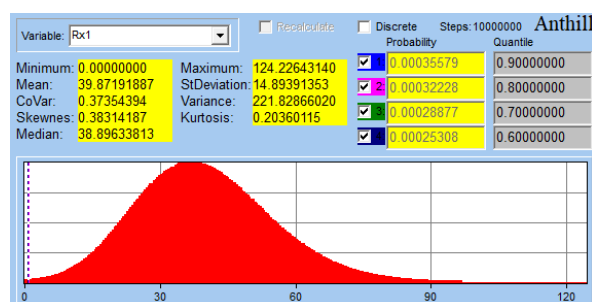 Variable: Rx1 Recalculate Discrete Steps:10000000 Anthill
Probability Quantile
Minimum: 0.00000000 Maximum: 124.22643140 1 0.00035579 0.90000000
Mean: 39.87191887 StDeviation: 14.89391353 2 0.00032228 0.80000000
CoVar: 0.37354394 Variance: 221.82866020 3 0.00028877 0.70000000
Skewnes: 0.38314187 Kurtosis: 0.20360115 0.00025308 0.60000000
Median: 38.89633813
0 30 60 90 120